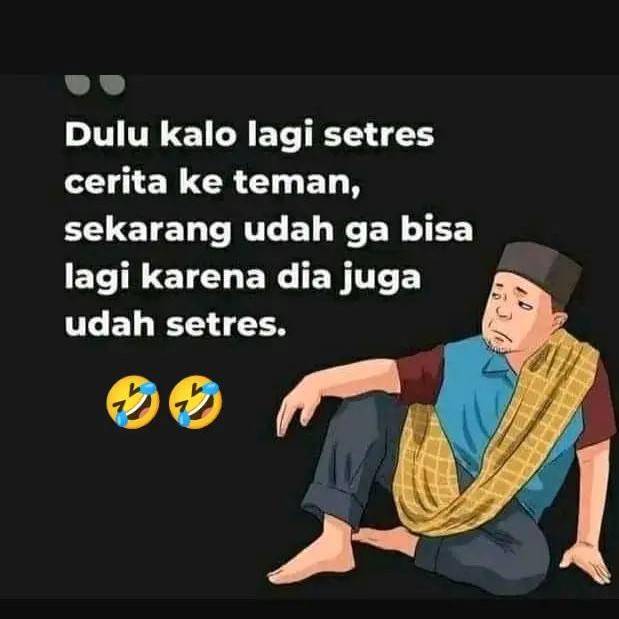 Dulu kalo lagi setres
cerita ke teman,
sekarang udah ga bisa
lagi karena dia juga
udah setres.